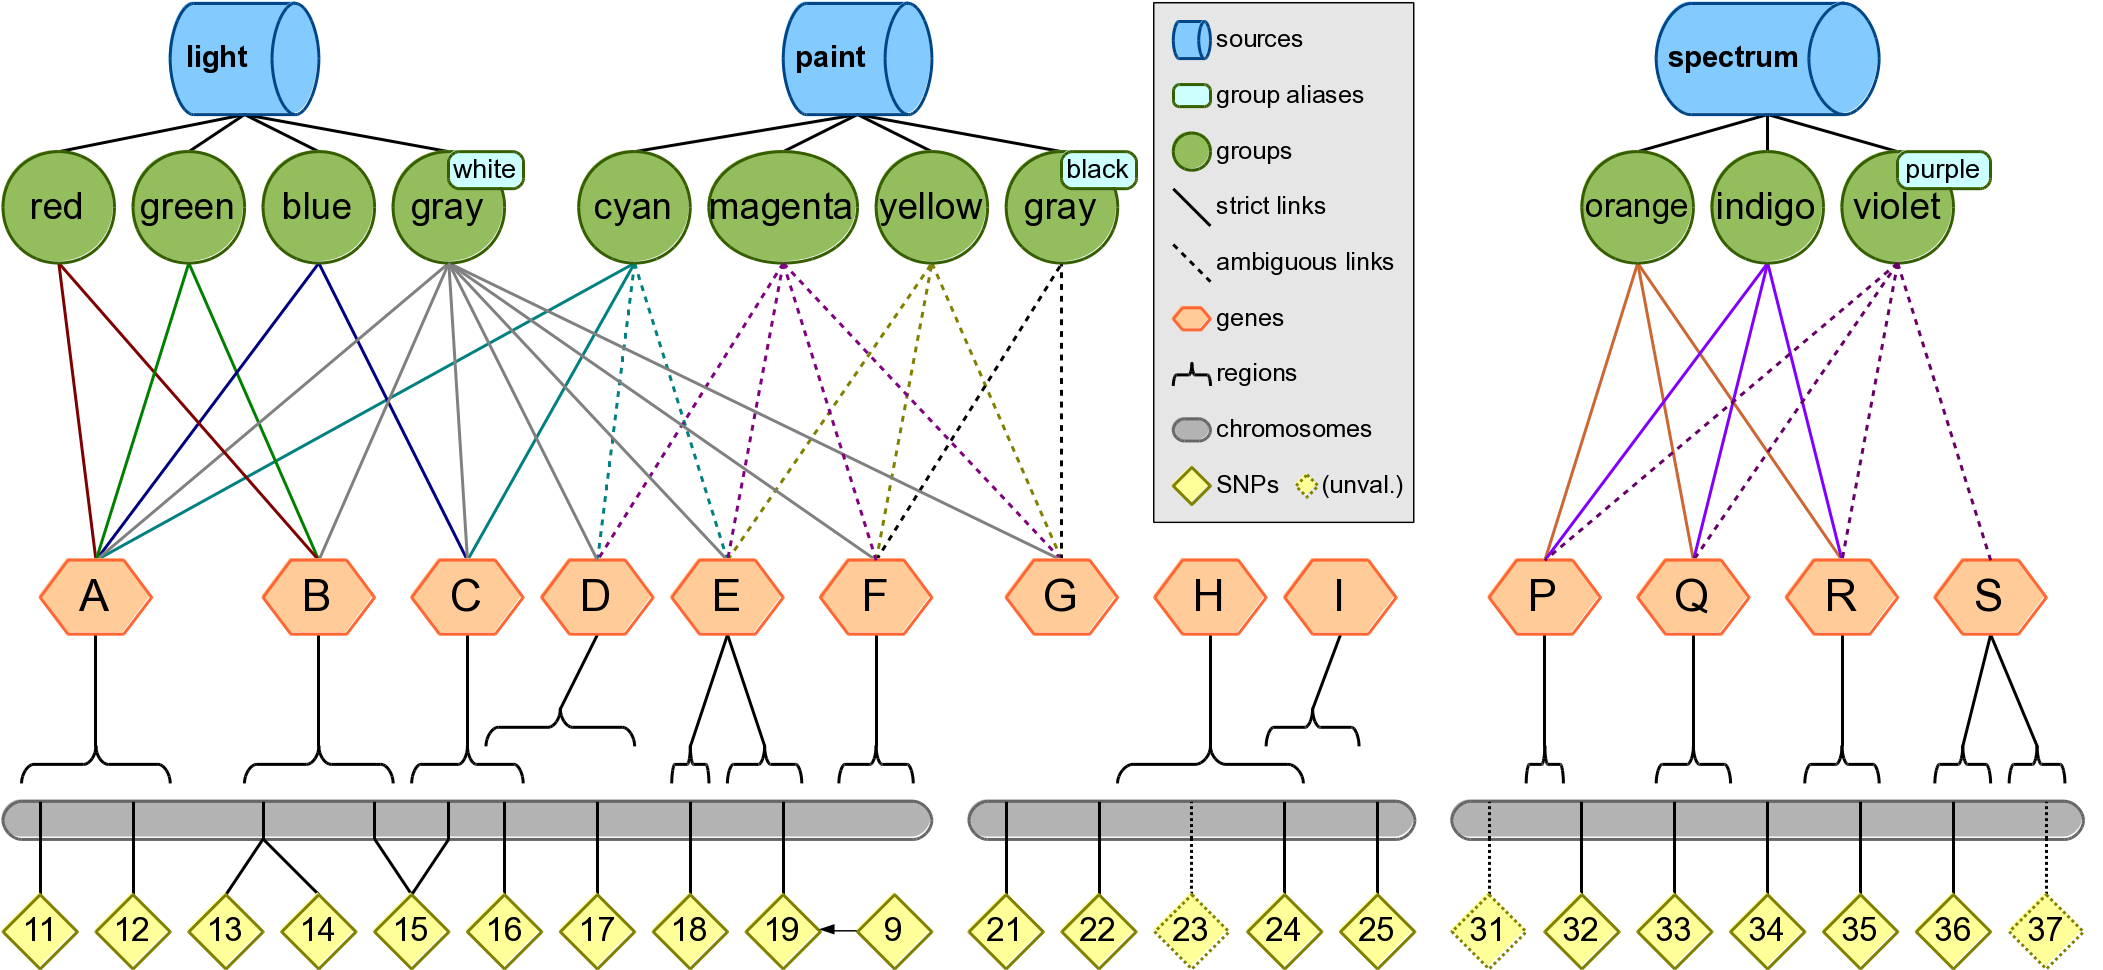 light
paint
spectrum
sources
group aliases
groups
strict links
ambiguous links
genes
regions
chromosomes
SNPs (unval.)
white
black
purple
red green blue gray cyan magenta yellow gray orange indigo violet
A B C D E F G H I P Q R S
11 12 13 14 15 16 17 18 19 9 21 22 23 24 25 31 32 33 34 35 36 37